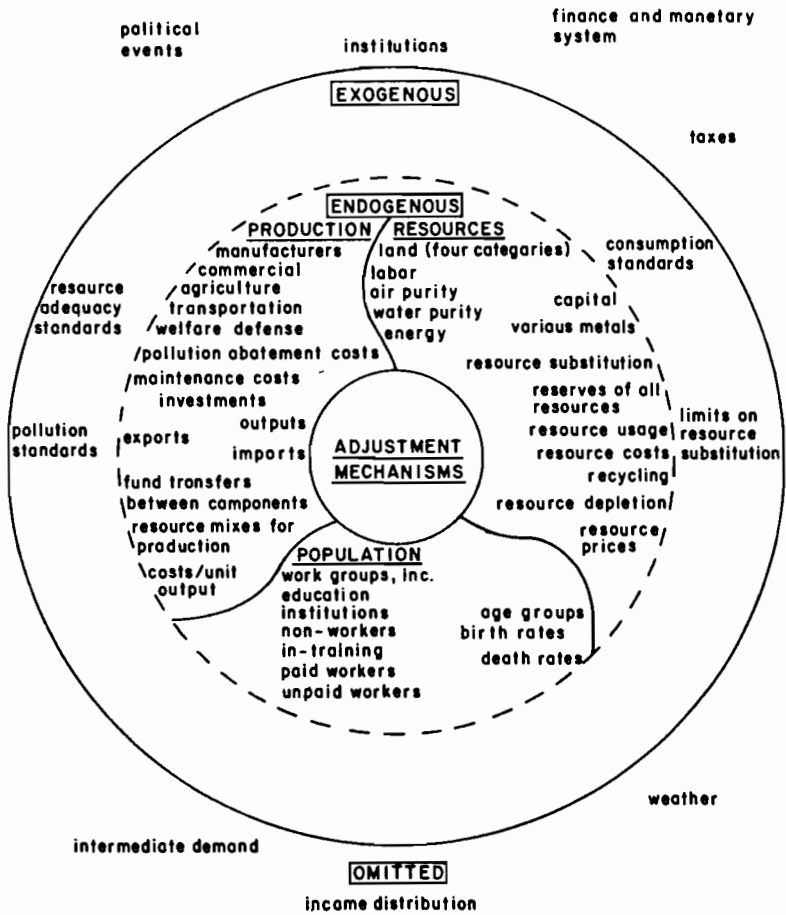 political
events
institutions
finance and monetary
system
EXOGENOUS
taxes
ENDOGENOUS
PRODUCTION
manufacturers
commercial
agriculture
transportation
welfare defense
pollution abatement costs
maintenance costs
investments
outputs
exports
imports
fund transfers
between components
resource mixes for
production
costs/unit
output
RESOURCES
land (four categories)
labor
air purity
water purity
energy
capital
various metals
resource substitution
reserves of all
resources
resource usage
resource costs
recycling
resource depletion
resource
prices
consumption
standards
resource
adequacy
standards
pollution
standards
limits on
resource
substitution
ADJUSTMENT
MECHANISMS
POPULATION
work groups, inc.
education
institutions
non-workers
in-training
paid workers
unpaid workers
age groups
birth rates
death rates
weather
intermediate demand
OMITTED
income distribution